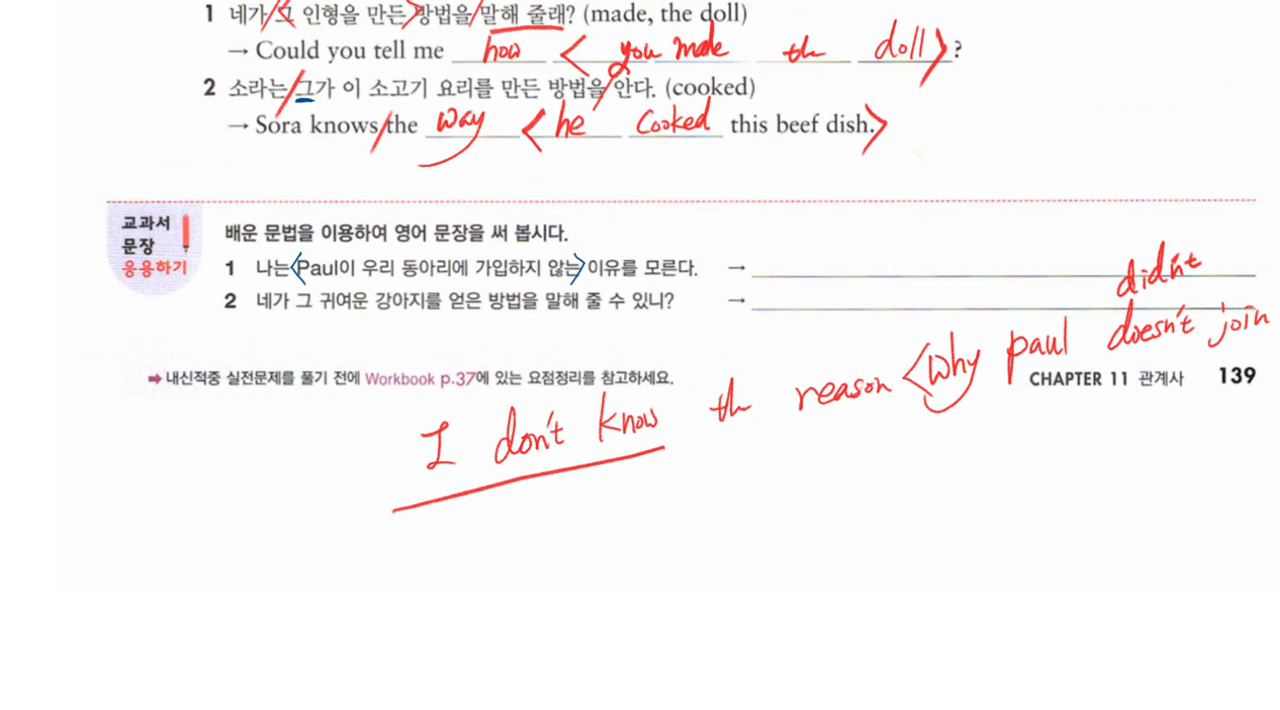 1 네가 그 인형을 만든 방법을 말해 줄래? (made, the doll)
→ Could you tell me how < you made the doll > ?
2 소라는 그가 이 소고기 요리를 만든 방법을 안다. (cooked)
→ Sora knows the way < he cooked this beef dish. >
교과서
문장
응용하기
배운 문법을 이용하여 영어 문장을 써 봅시다.
1 나는 <Paul이 우리 동아리에 가입하지 않는> 이유를 모른다. →
2 네가 그 귀여운 강아지를 얻은 방법을 말해 줄 수 있니? →
didn't
I don't know the reason <why paul doesn't join
➡ 내신적중 실전문제를 풀기 전에 Workbook p.37에 있는 요점정리를 참고하세요.
CHAPTER 11 관계사 139